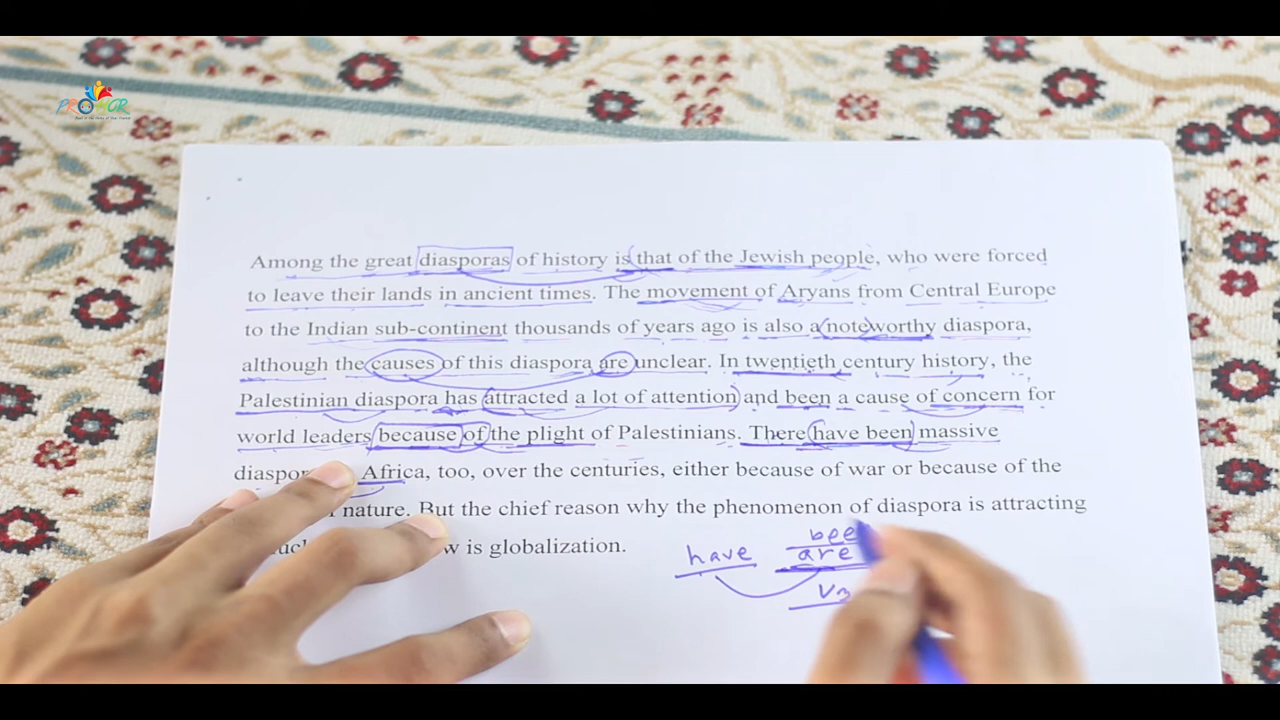 PROMOR
Among the great diasporas of history is that of the Jewish people, who were forced
to leave their lands in ancient times. The movement of Aryans from Central Europe
to the Indian sub-continent thousands of years ago is also a noteworthy diaspora,
although the causes of this diaspora are unclear. In twentieth century history, the
Palestinian diaspora has attracted a lot of attention and been a cause of concern for
world leaders because of the plight of Palestinians. There have been massive
Africa, too, over the centuries, either because of war or because of the
nature. But the chief reason why the phenomenon of diaspora is attracting
is globalization.
bee
have are
V3